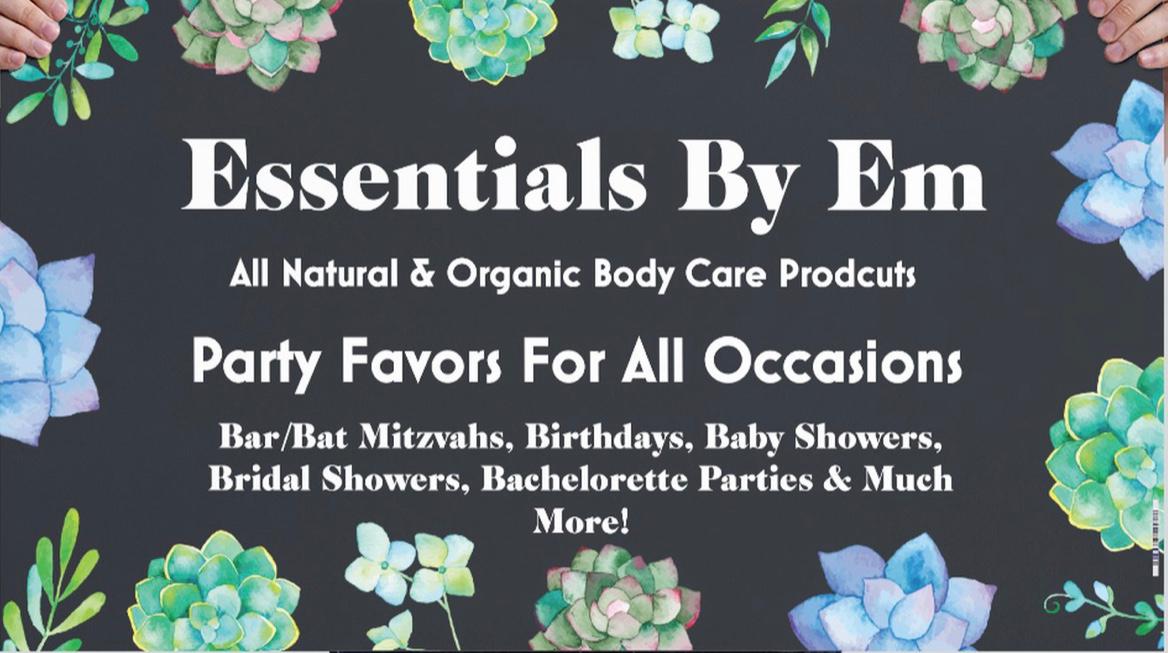 Essentials By Em
All Natural & Organic Body Care Prodcuts
Party Favors For All Occasions
Bar/Bat Mitzvahs, Birthdays, Baby Showers,
Bridal Showers, Bachelorette Parties & Much
More!